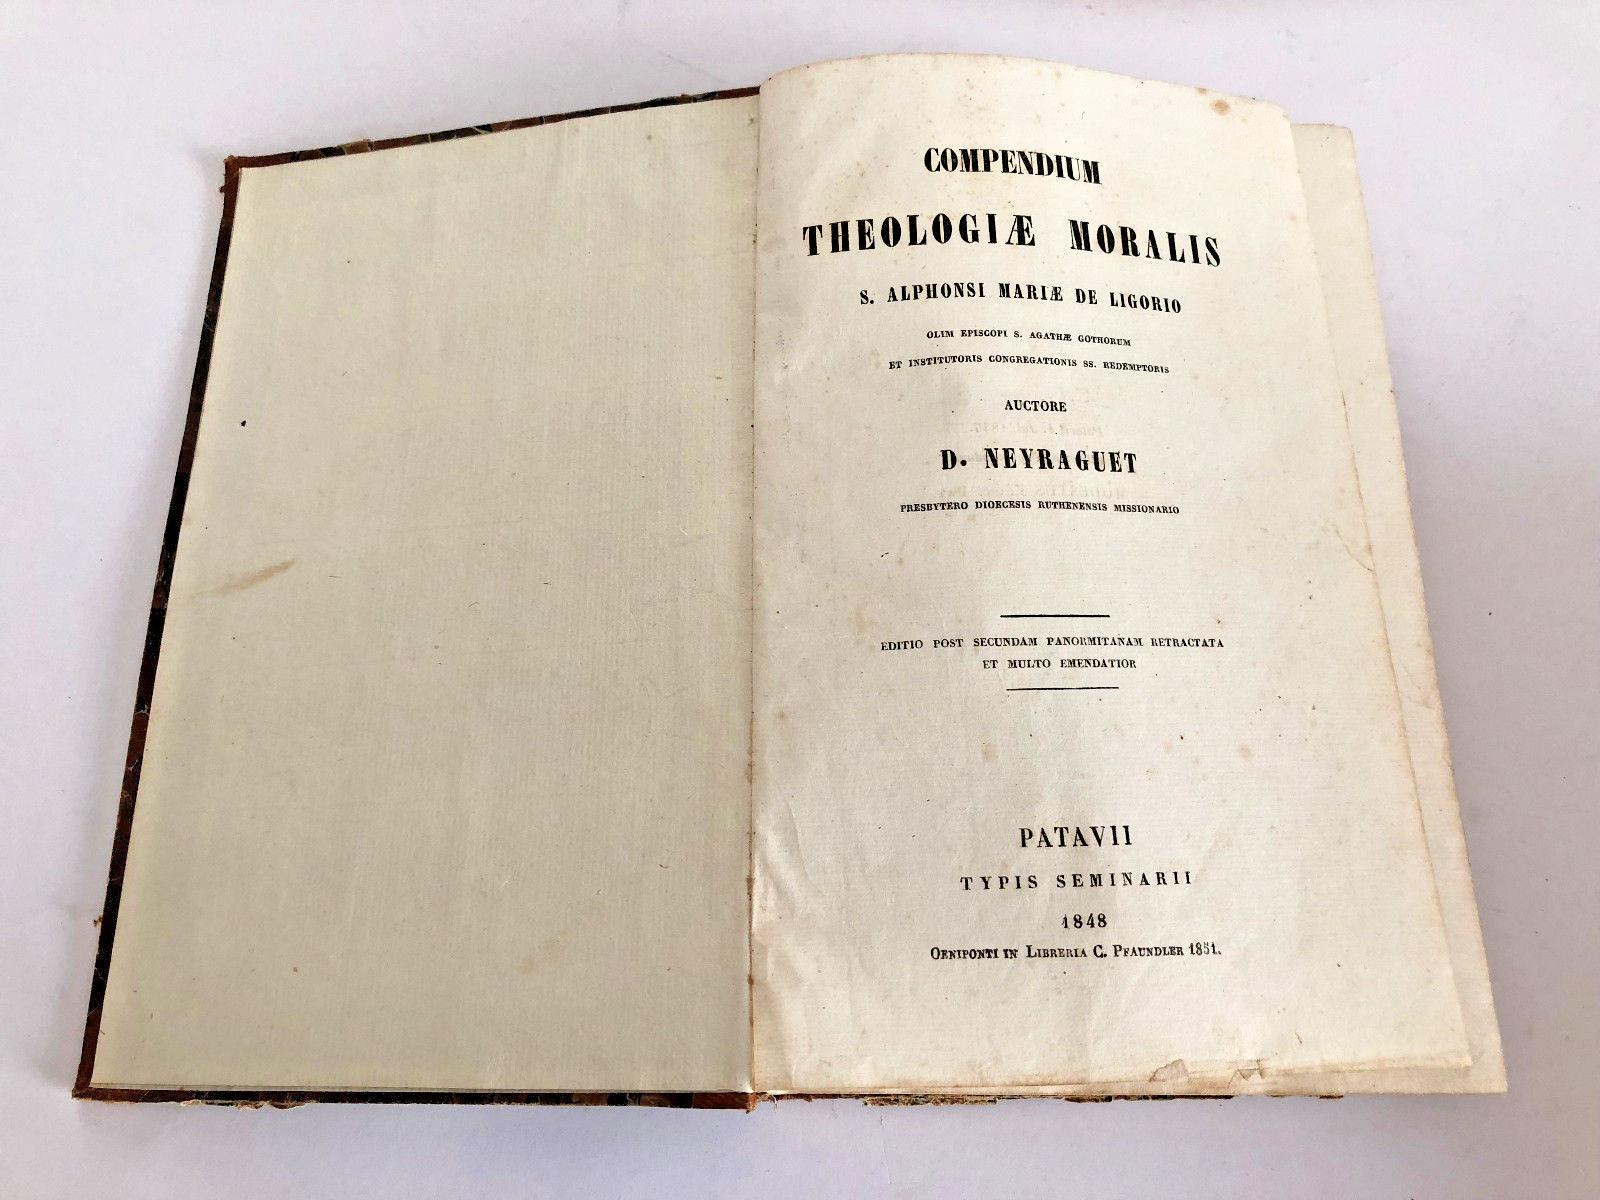 COMPENDIUM
THEOLOGIÆ MORALIS
S. ALPHONSI MARIÆ DE LIGORIO
OLIM EPISCOPI S. AGATHÆ GOTHORUM
ET INSTITUTORIS CONGREGATIONIS SS. REDEMPTORIS
AUCTORE
D. NEYRAGUET
PRESBYTERO DIOECESIS RUTHENENSIS MISSIONARIO
EDITIO POST SECUNDAM PANORMITANAM RETRACTATA
ET MULTO EMENDATIOR
PATAVII
TYPIS SEMINARII
1848
OENIPONTI IN LIBRERIA C. PFAUNDLER 1851.